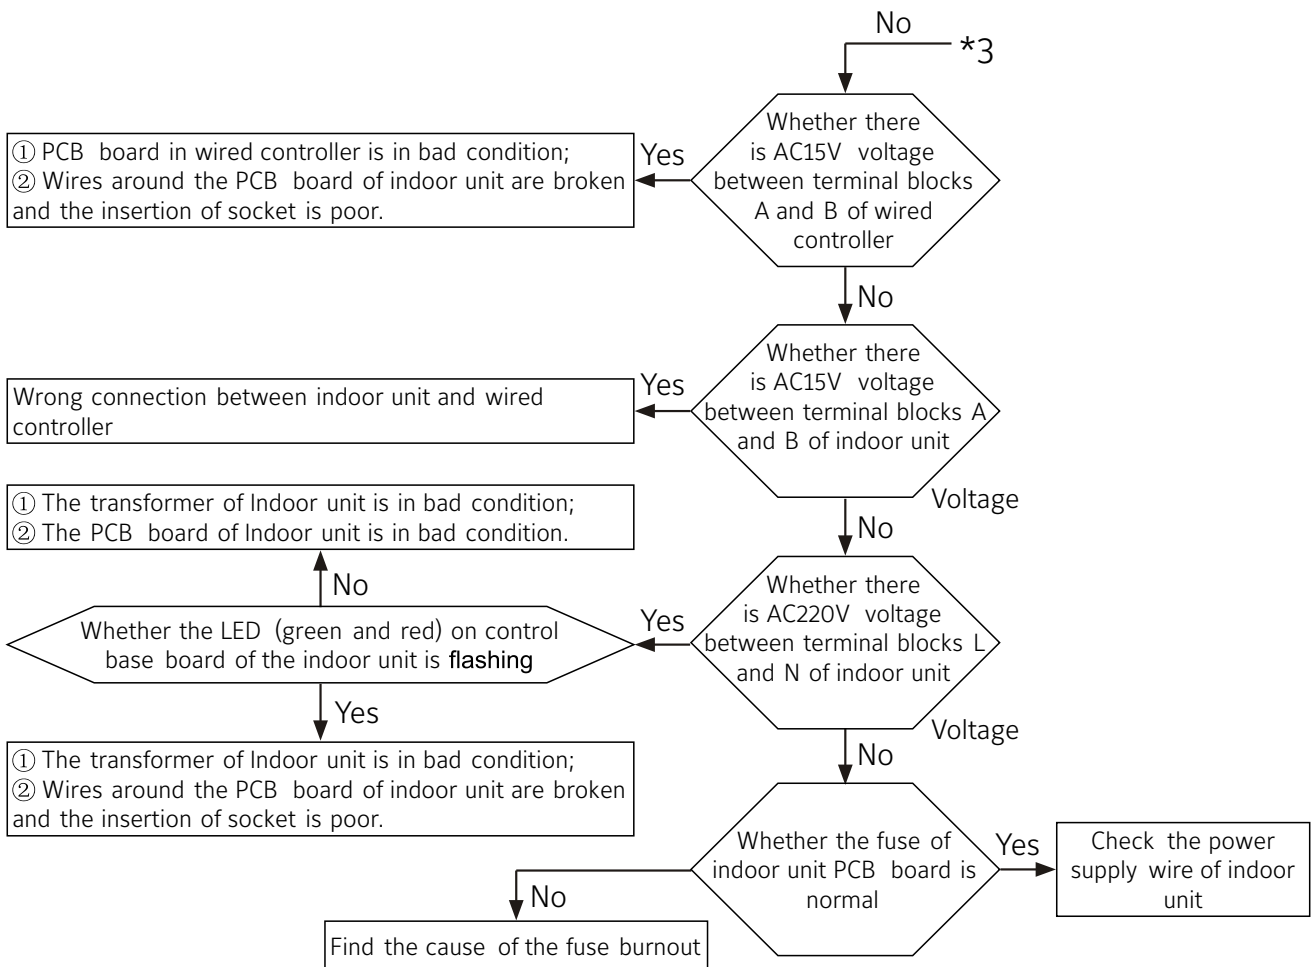 No
*3
Whether there
is AC15V voltage
between terminal blocks
A and B of wired
controller
Yes
① PCB board in wired controller is in bad condition;
② Wires around the PCB board of indoor unit are broken
and the insertion of socket is poor.
No
Whether there
is AC15V voltage
between terminal blocks A
and B of indoor unit
Yes
Wrong connection between indoor unit and wired
controller
Voltage
No
① The transformer of Indoor unit is in bad condition;
② The PCB board of Indoor unit is in bad condition.
No
Whether there
is AC220V voltage
between terminal blocks L
and N of indoor unit
Yes
Whether the LED (green and red) on control
base board of the indoor unit is flashing
Yes
Voltage
No
① The transformer of Indoor unit is in bad condition;
② Wires around the PCB board of indoor unit are broken
and the insertion of socket is poor.
Whether the fuse of
indoor unit PCB board is
normal
Yes
Check the power
supply wire of indoor
unit
No
Find the cause of the fuse burnout